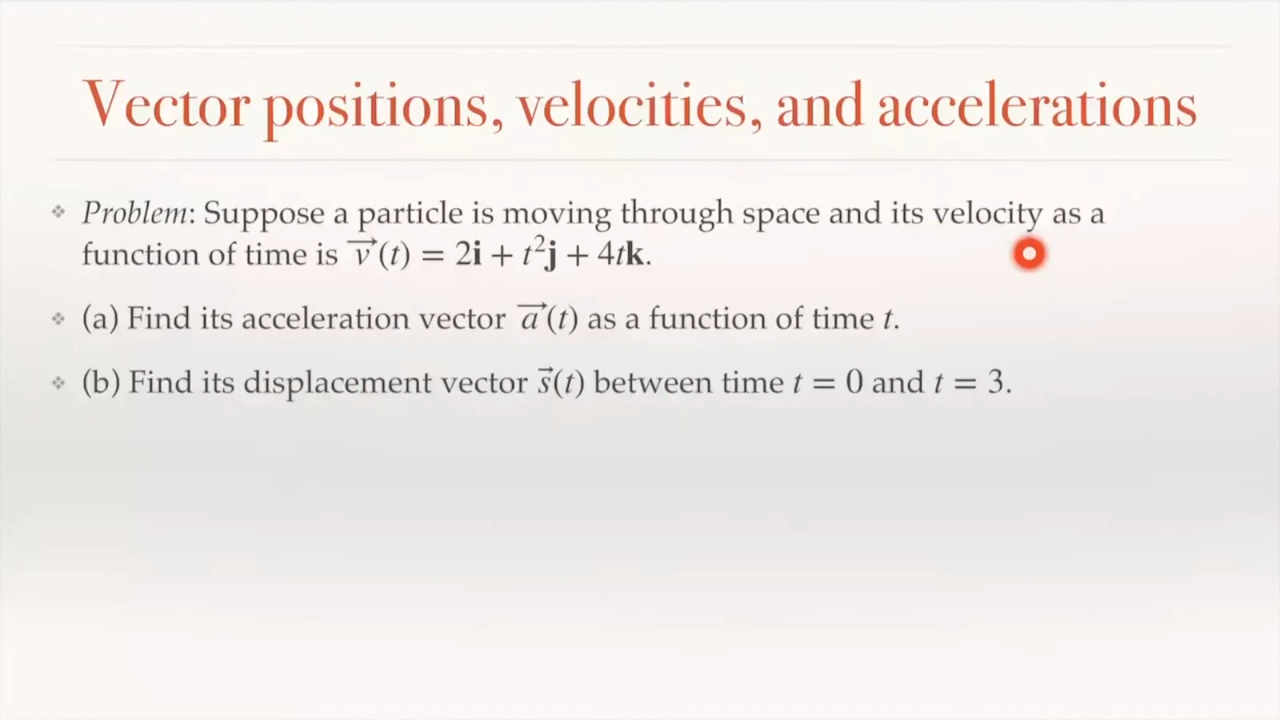 Vector positions, velocities, and accelerations
❖ Problem: Suppose a particle is moving through space and its velocity as a
function of time is v⃗(t) = 2𝐢 + t²𝐣 + 4t𝐤.
❖ (a) Find its acceleration vector a⃗(t) as a function of time t.
❖ (b) Find its displacement vector s⃗(t) between time t = 0 and t = 3.